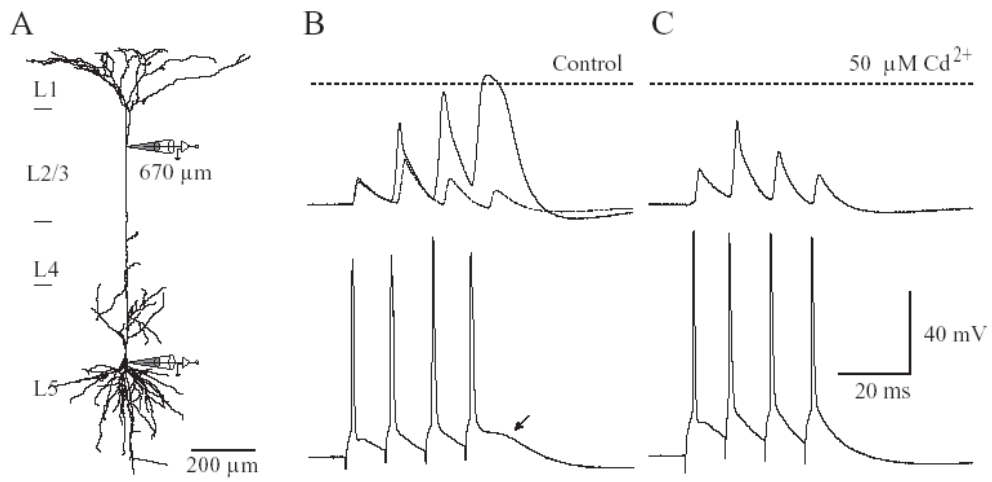 A
L1
L2/3
670 µm
L4
L5
200 µm
B
Control
C
50 µM Cd²⁺
40 mV
20 ms